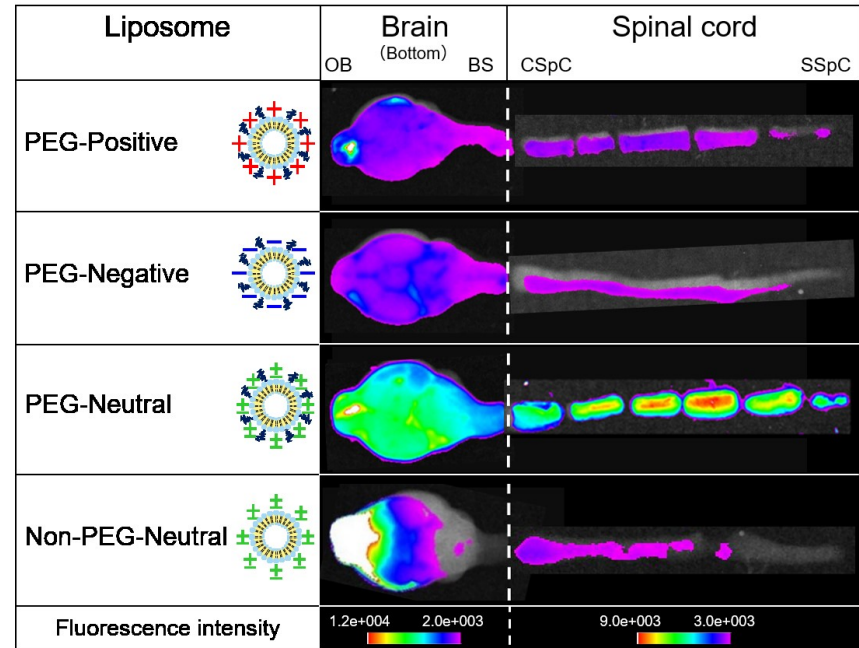 Liposome
Brain
(Bottom)
OB
BS
Spinal cord
CSpC
SSpC
PEG-Positive
PEG-Negative
PEG-Neutral
Non-PEG-Neutral
Fluorescence intensity
1.2e+004
2.0e+003
9.0e+003
3.0e+003